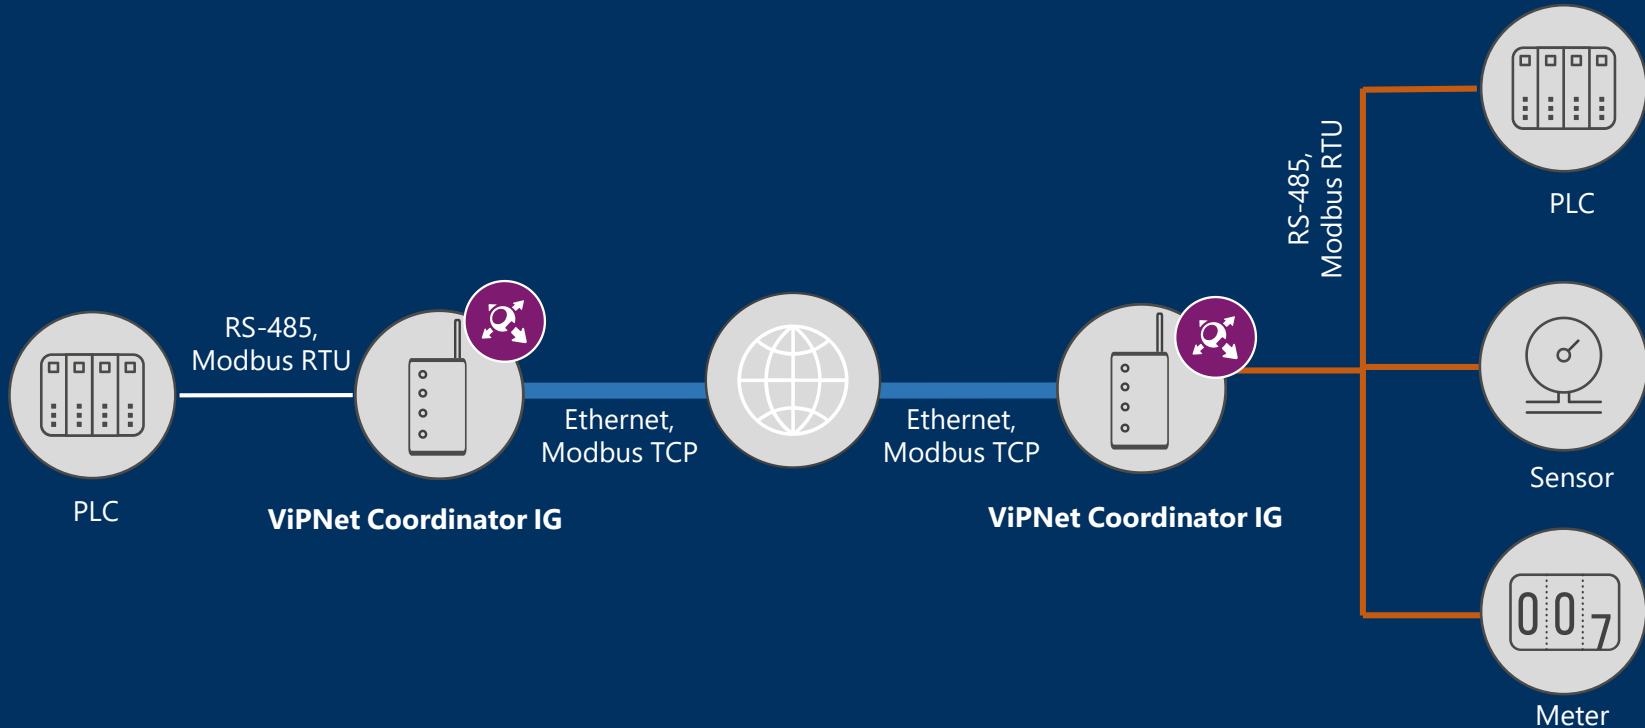 RS-485,
Modbus RTU
PLC
ViPNet Coordinator IG
Ethernet,
Modbus TCP
Ethernet,
Modbus TCP
ViPNet Coordinator IG
RS-485,
Modbus RTU
PLC
Sensor
007
Meter